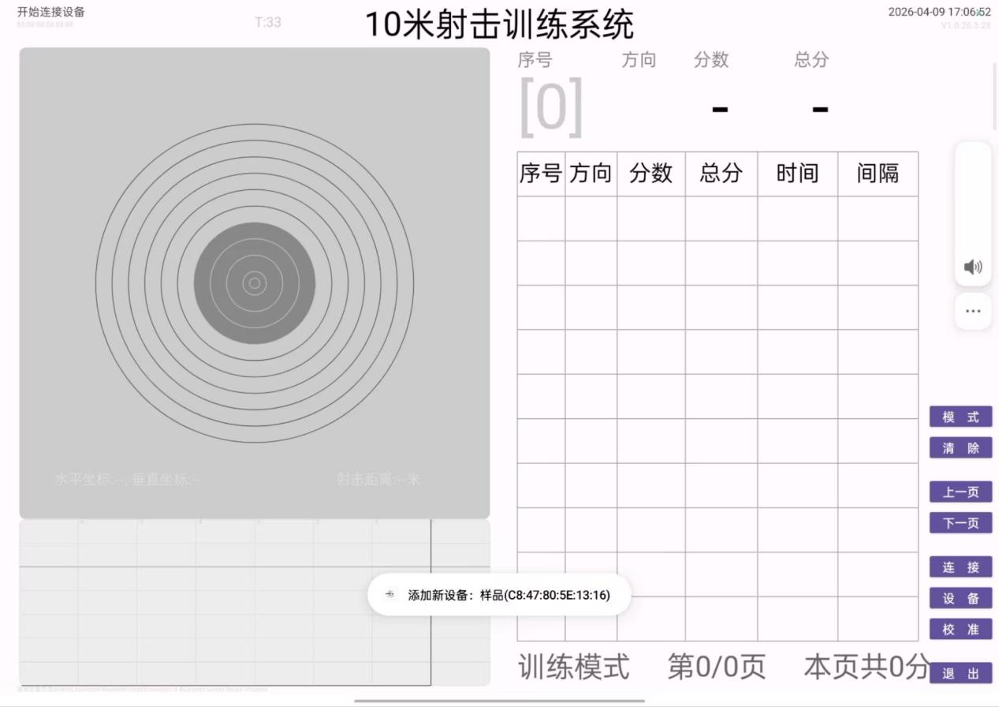 开始连接设备
T:33
10米射击训练系统
2026-04-09 17:06:52
V1.0.26.3.28
序号 方向 分数 总分
[0] - -
序号 方向 分数 总分 时间 间隔
水平坐标:--, 垂直坐标:-- 射击距离:--米
模 式
清 除
上一页
下一页
连 接
设 备
校 准
退 出
添加新设备：样品(C8:47:80:5E:13:16)
训练模式 第0/0页 本页共0分